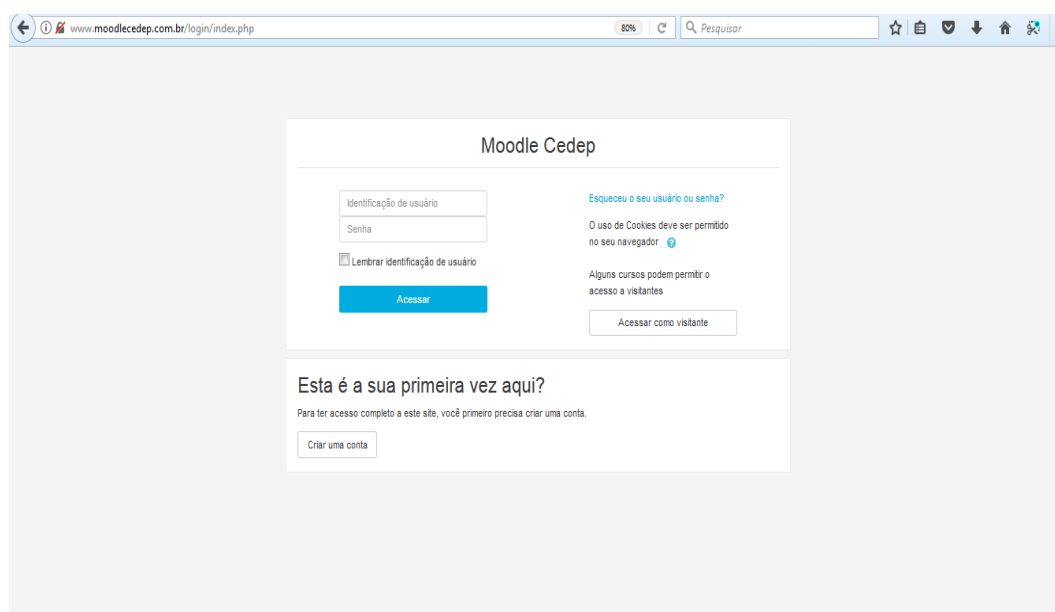 www.moodlecedep.com.br/login/index.php
80%
Pesquisar
Moodle Cedep
Identificação de usuário
Senha
Lembrar identificação de usuário
Acessar
Esqueceu o seu usuário ou senha?
O uso de Cookies deve ser permitido
no seu navegador
Alguns cursos podem permitir o
acesso a visitantes
Acessar como visitante
Esta é a sua primeira vez aqui?
Para ter acesso completo a este site, você primeiro precisa criar uma conta.
Criar uma conta